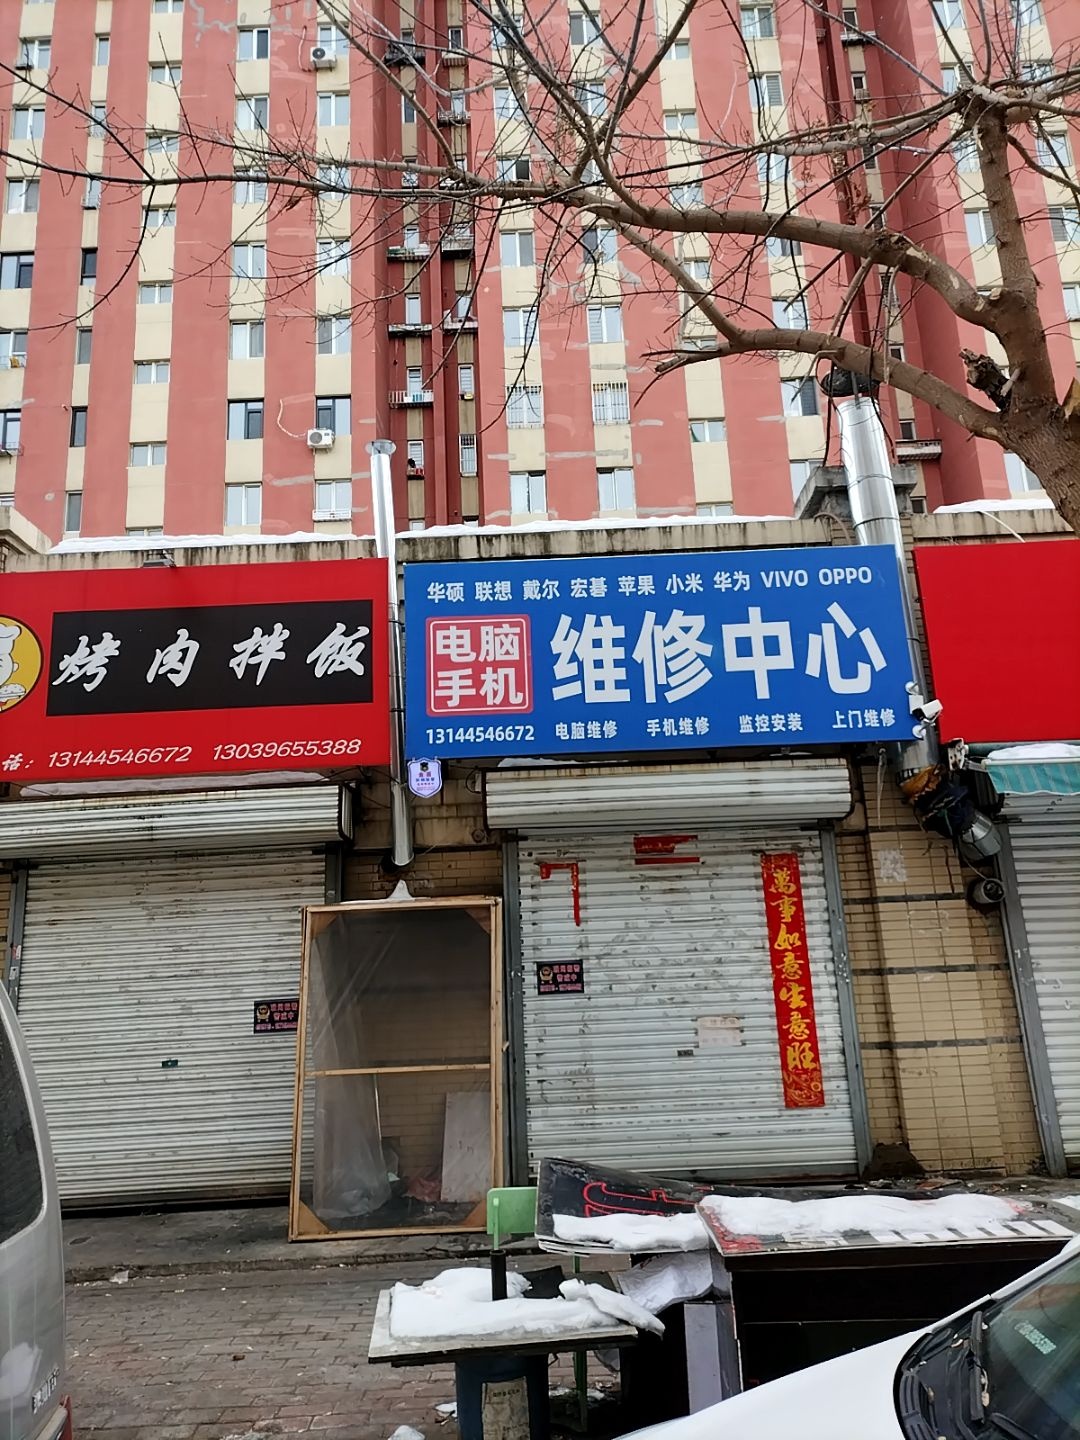 烤肉拌饭
话：13144546672 13039655388
华硕 联想 戴尔 宏碁 苹果 小米 华为 VIVO OPPO
电脑
手机
维修中心
13144546672 电脑维修 手机维修 监控安装 上门维修
萬事如意生意旺